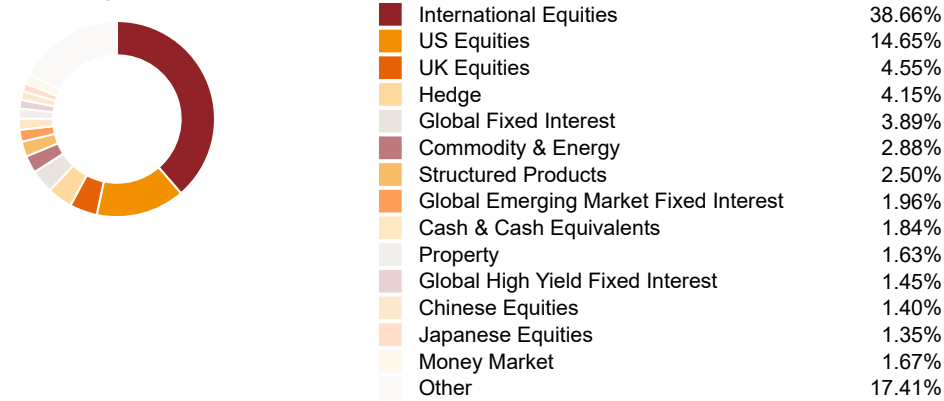 International Equities 38.66%
US Equities 14.65%
UK Equities 4.55%
Hedge 4.15%
Global Fixed Interest 3.89%
Commodity & Energy 2.88%
Structured Products 2.50%
Global Emerging Market Fixed Interest 1.96%
Cash & Cash Equivalents 1.84%
Property 1.63%
Global High Yield Fixed Interest 1.45%
Chinese Equities 1.40%
Japanese Equities 1.35%
Money Market 1.67%
Other 17.41%